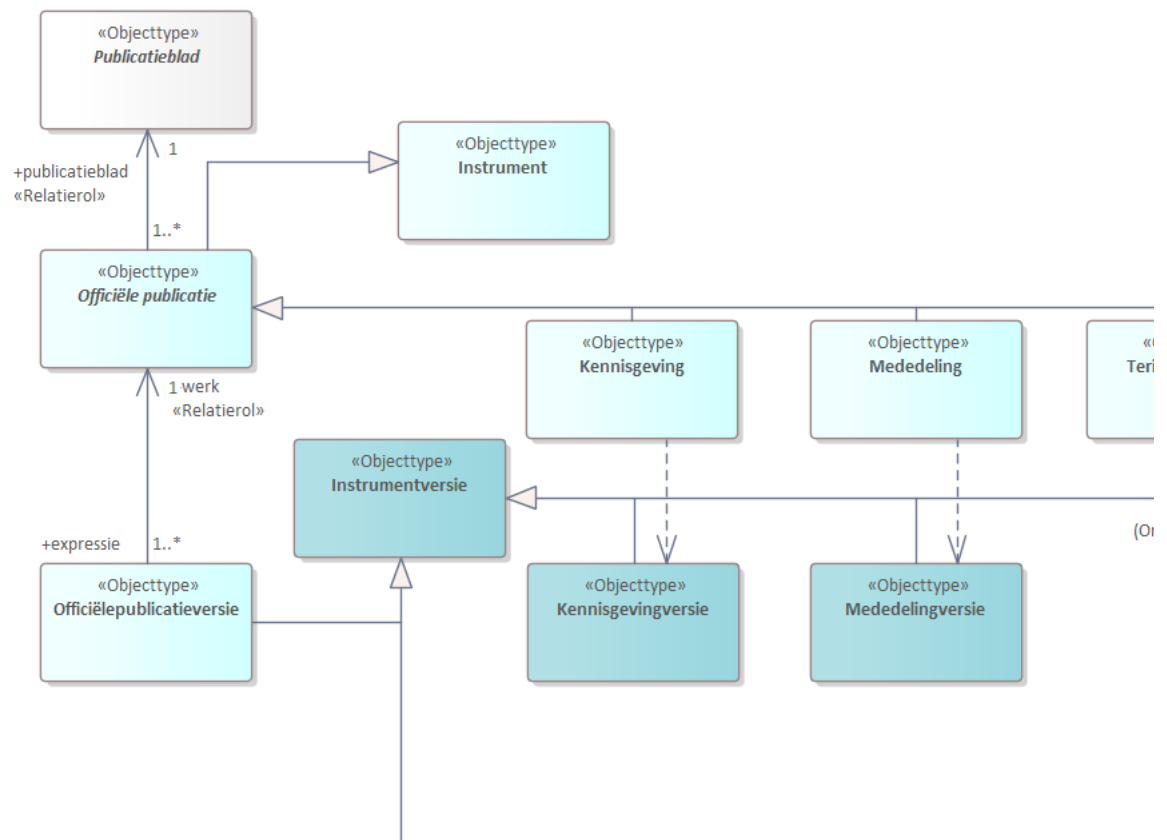 «Objecttype»
Publicatieblad
1
+publicatieblad
«Relatierol»
1..*
«Objecttype»
Instrument
«Objecttype»
Officiële publicatie
«Objecttype»
Kennisgeving
«Objecttype»
Mededeling
1 werk
«Relatierol»
«Objecttype»
Instrumentversie
+expressie
1..*
«Objecttype»
Officiëlepublicatieversie
«Objecttype»
Kennisgevingversie
«Objecttype»
Mededelingversie